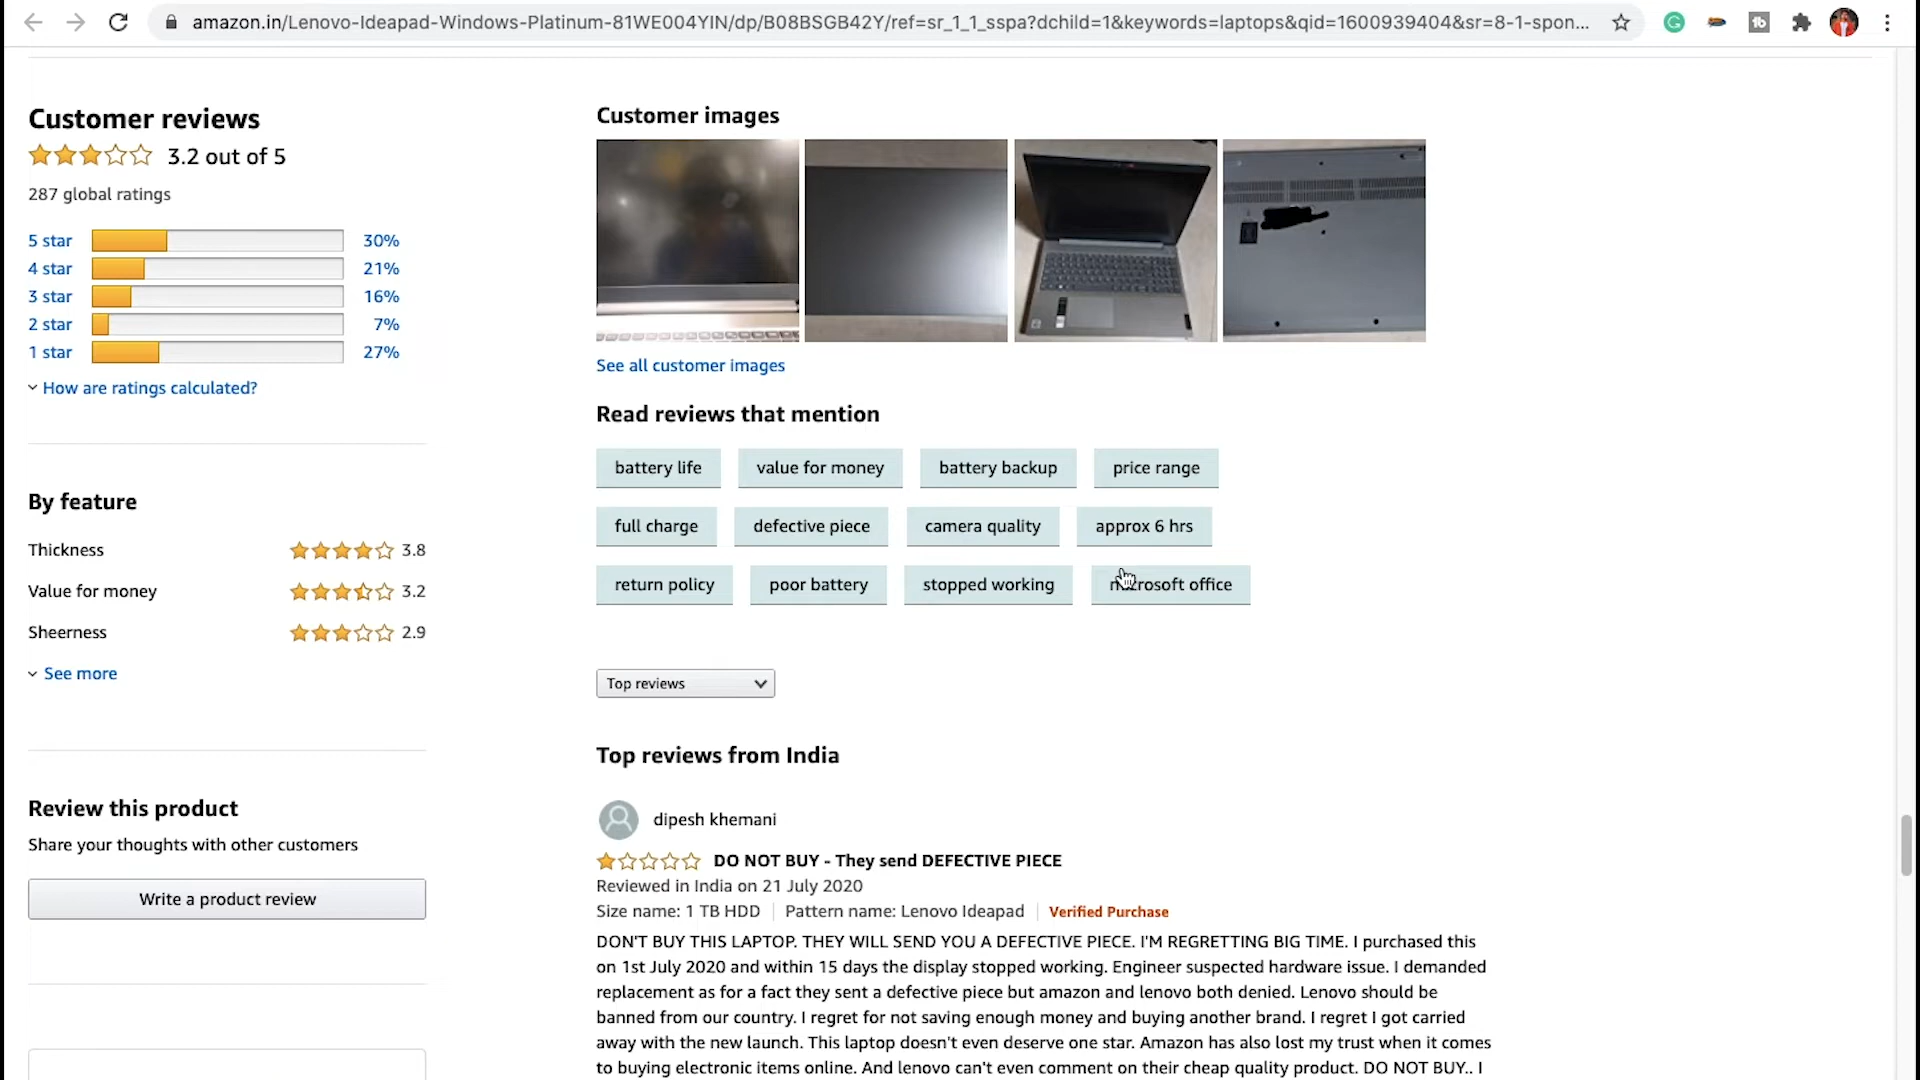 amazon.in/Lenovo-Ideapad-Windows-Platinum-81WE004YIN/dp/B08BSGB42Y/ref=sr_1_1_sspa?dchild=1&keywords=laptops&qid=1600939404&sr=8-1-spon...
Customer reviews
3.2 out of 5
287 global ratings
5 star 30%
4 star 21%
3 star 16%
2 star 7%
1 star 27%
How are ratings calculated?
By feature
Thickness 3.8
Value for money 3.2
Sheerness 2.9
See more
Review this product
Share your thoughts with other customers
Write a product review
Customer images
See all customer images
Read reviews that mention
battery life value for money battery backup price range
full charge defective piece camera quality approx 6 hrs
return policy poor battery stopped working microsoft office
Top reviews
Top reviews from India
dipesh khemani
DO NOT BUY - They send DEFECTIVE PIECE
Reviewed in India on 21 July 2020
Size name: 1 TB HDD Pattern name: Lenovo Ideapad Verified Purchase
DON'T BUY THIS LAPTOP. THEY WILL SEND YOU A DEFECTIVE PIECE. I'M REGRETTING BIG TIME. I purchased this
on 1st July 2020 and within 15 days the display stopped working. Engineer suspected hardware issue. I demanded
replacement as for a fact they sent a defective piece but amazon and lenovo both denied. Lenovo should be
banned from our country. I regret for not saving enough money and buying another brand. I regret I got carried
away with the new launch. This laptop doesn't even deserve one star. Amazon has also lost my trust when it comes
to buying electronic items online. And lenovo can't even comment on their cheap quality product. DO NOT BUY.. I